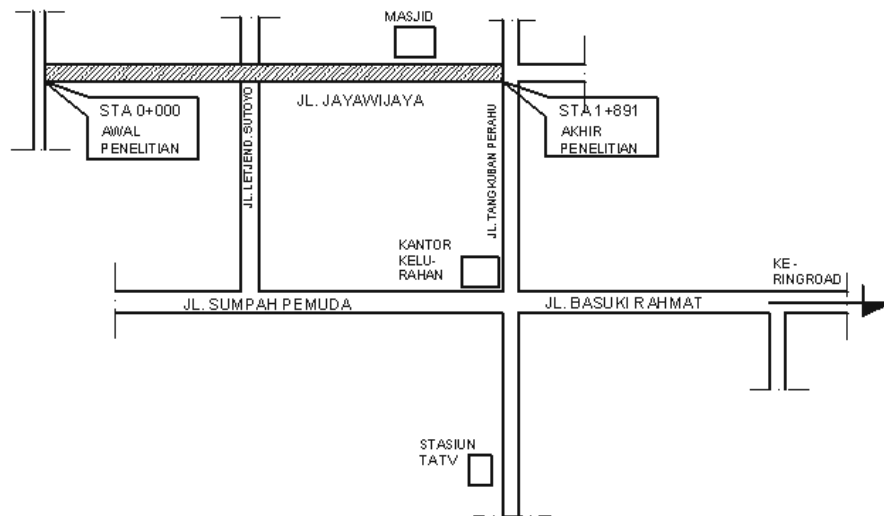 MASJID
STA 0+000
AWAL
PENELITIAN
JL. LETJEND. SUTOYO
JL. JAYAWIJAYA
JL. TANGKUBAN PERAHU
STA 1+891
AKHIR
PENELITIAN
KANTOR
KELU-
RAHAN
KE-
RINGROAD
JL. SUMPAH PEMUDA
JL. BASUKI RAHMAT
STASIUN
TATV